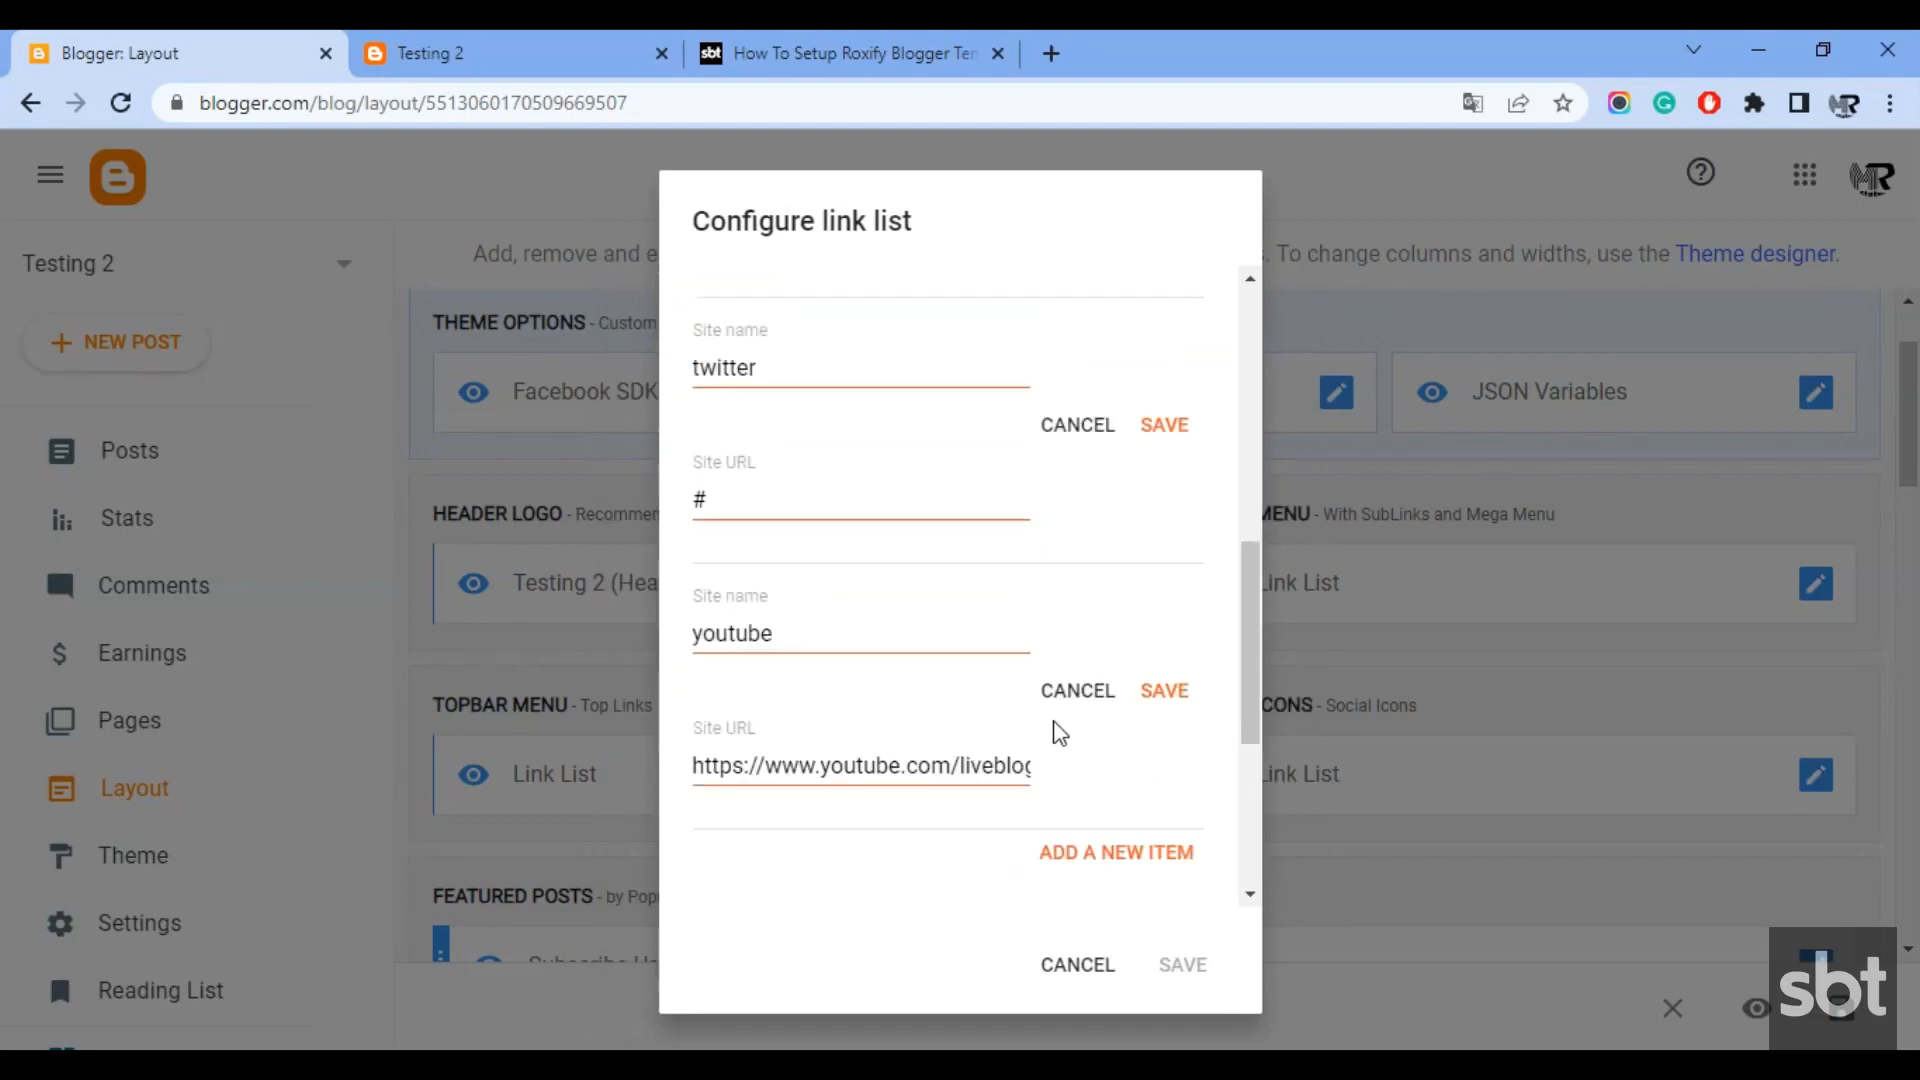 Blogger: Layout
Testing 2
sbt How To Setup Roxify Blogger Tem
blogger.com/blog/layout/5513060170509669507
Testing 2
NEW POST
Posts
Stats
Comments
Earnings
Pages
Layout
Theme
Settings
Reading List
Add, remove and e
. To change columns and widths, use the Theme designer.
THEME OPTIONS - Custom
Facebook SDK
JSON Variables
HEADER LOGO - Recommen
MENU - With SubLinks and Mega Menu
Testing 2 (Hea
Link List
TOPBAR MENU - Top Links
CONS - Social Icons
Link List
Link List
FEATURED POSTS - by Pop
Configure link list
Site name
twitter
CANCEL SAVE
Site URL
#
Site name
youtube
CANCEL SAVE
Site URL
https://www.youtube.com/liveblog
ADD A NEW ITEM
CANCEL SAVE
sbt